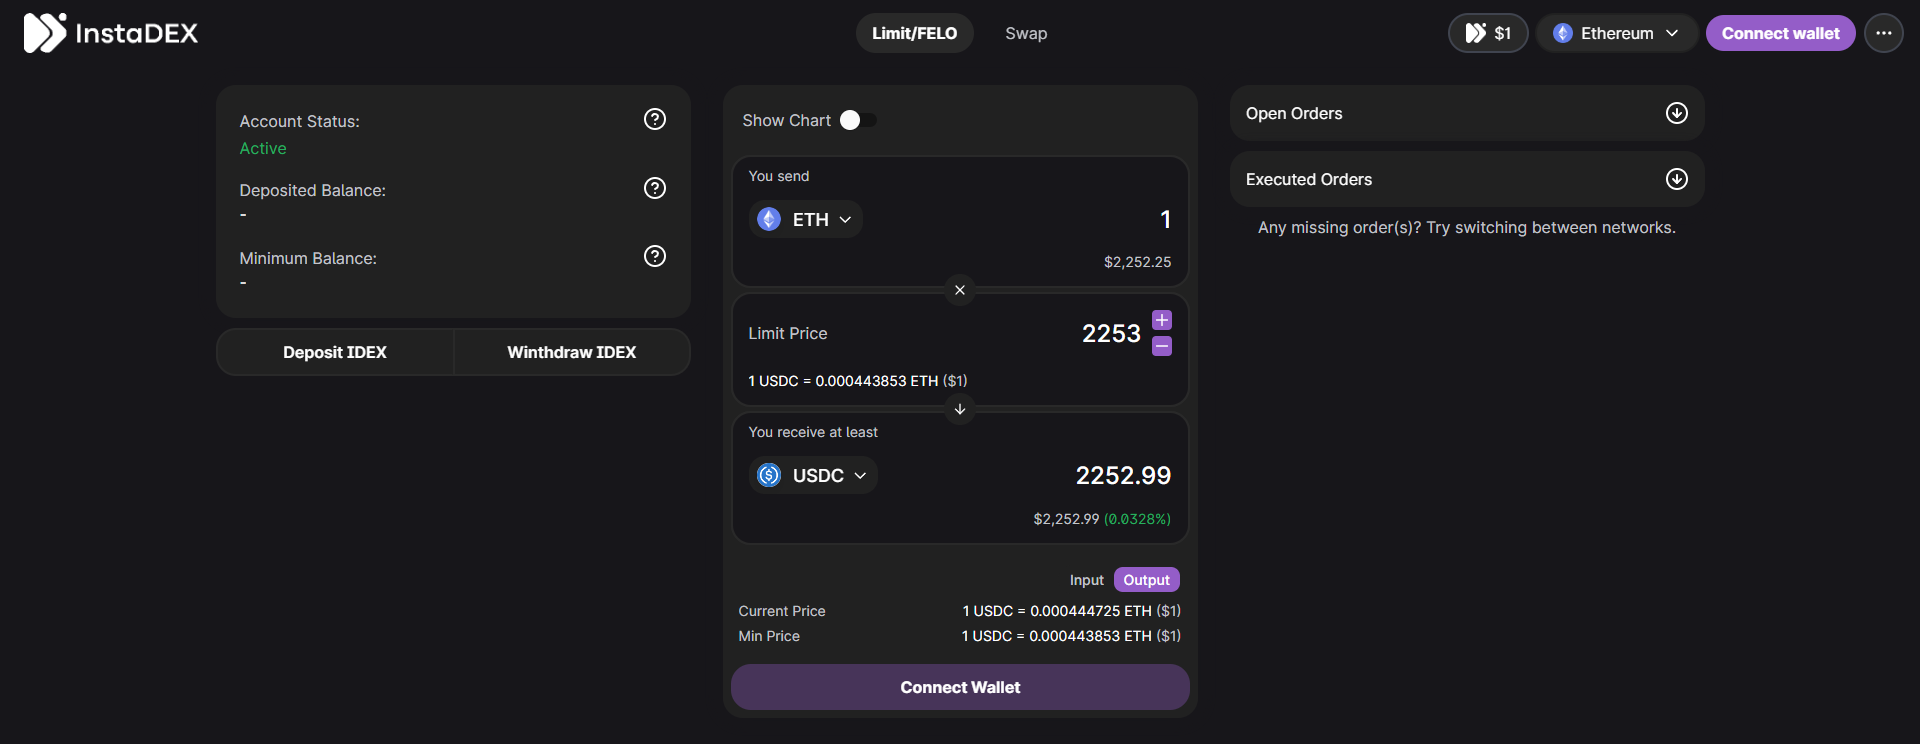 InstaDEX
Limit/FELO
Swap
$1
Ethereum
Connect wallet
Account Status:
Active
Deposited Balance:
-
Minimum Balance:
-
Deposit IDEX
Winthdraw IDEX
Show Chart
You send
ETH
1
$2,252.25
Limit Price
2253
1 USDC = 0.000443853 ETH ($1)
You receive at least
USDC
2252.99
$2,252.99 (0.0328%)
Input
Output
Current Price
1 USDC = 0.000444725 ETH ($1)
Min Price
1 USDC = 0.000443853 ETH ($1)
Connect Wallet
Open Orders
Executed Orders
Any missing order(s)? Try switching between networks.